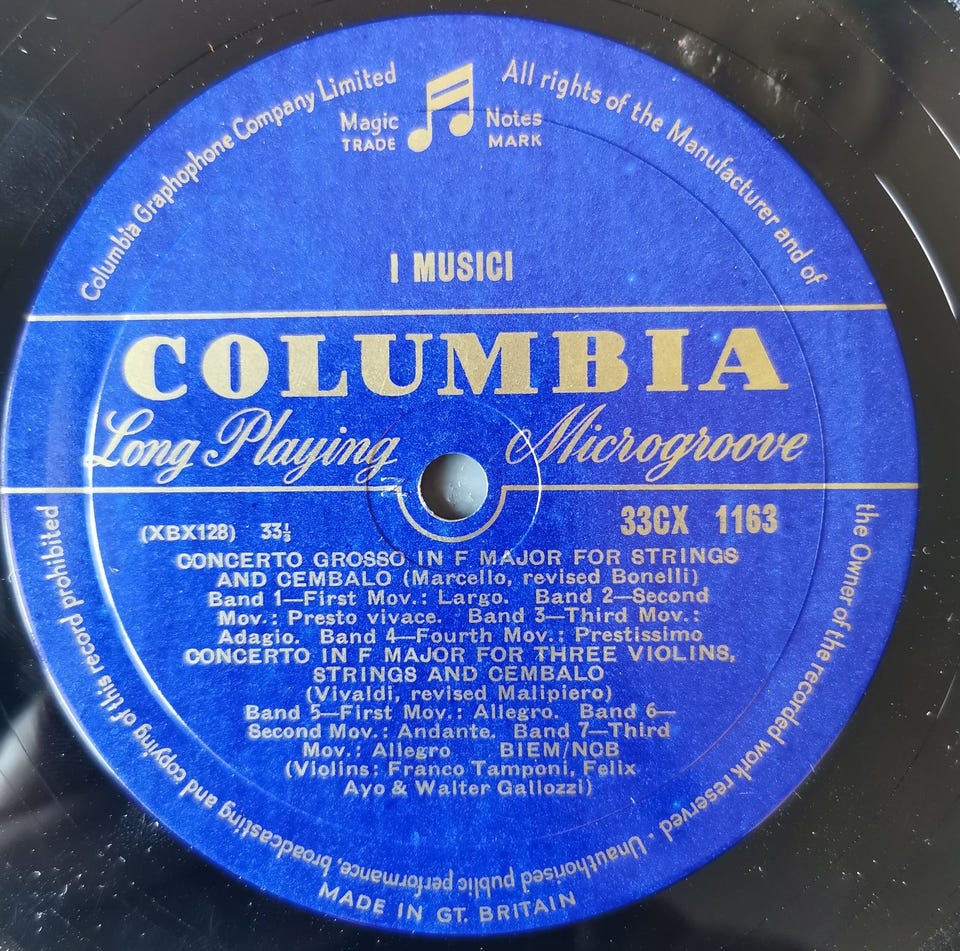 Columbia Graphophone Company Limited
All rights of the Manufacturer and of
the Owner of the recorded work reserved · Unauthorised public performance, broadcasting and copying of this record prohibited
Magic Notes
TRADE MARK
I MUSICI
COLUMBIA
Long Playing Microgroove
(XBX128) 33⅓ 33CX 1163
CONCERTO GROSSO IN F MAJOR FOR STRINGS
AND CEMBALO (Marcello, revised Bonelli)
Band 1—First Mov.: Largo. Band 2—Second
Mov.: Presto vivace. Band 3—Third Mov.:
Adagio. Band 4—Fourth Mov.: Prestissimo
CONCERTO IN F MAJOR FOR THREE VIOLINS,
STRINGS AND CEMBALO
(Vivaldi, revised Malipiero)
Band 5—First Mov.: Allegro. Band 6—
Second Mov.: Andante. Band 7—Third
Mov.: Allegro BIEM/NCB
(Violins: Franco Tamponi, Felix
Ayo & Walter Gallozzi)
MADE IN GT. BRITAIN